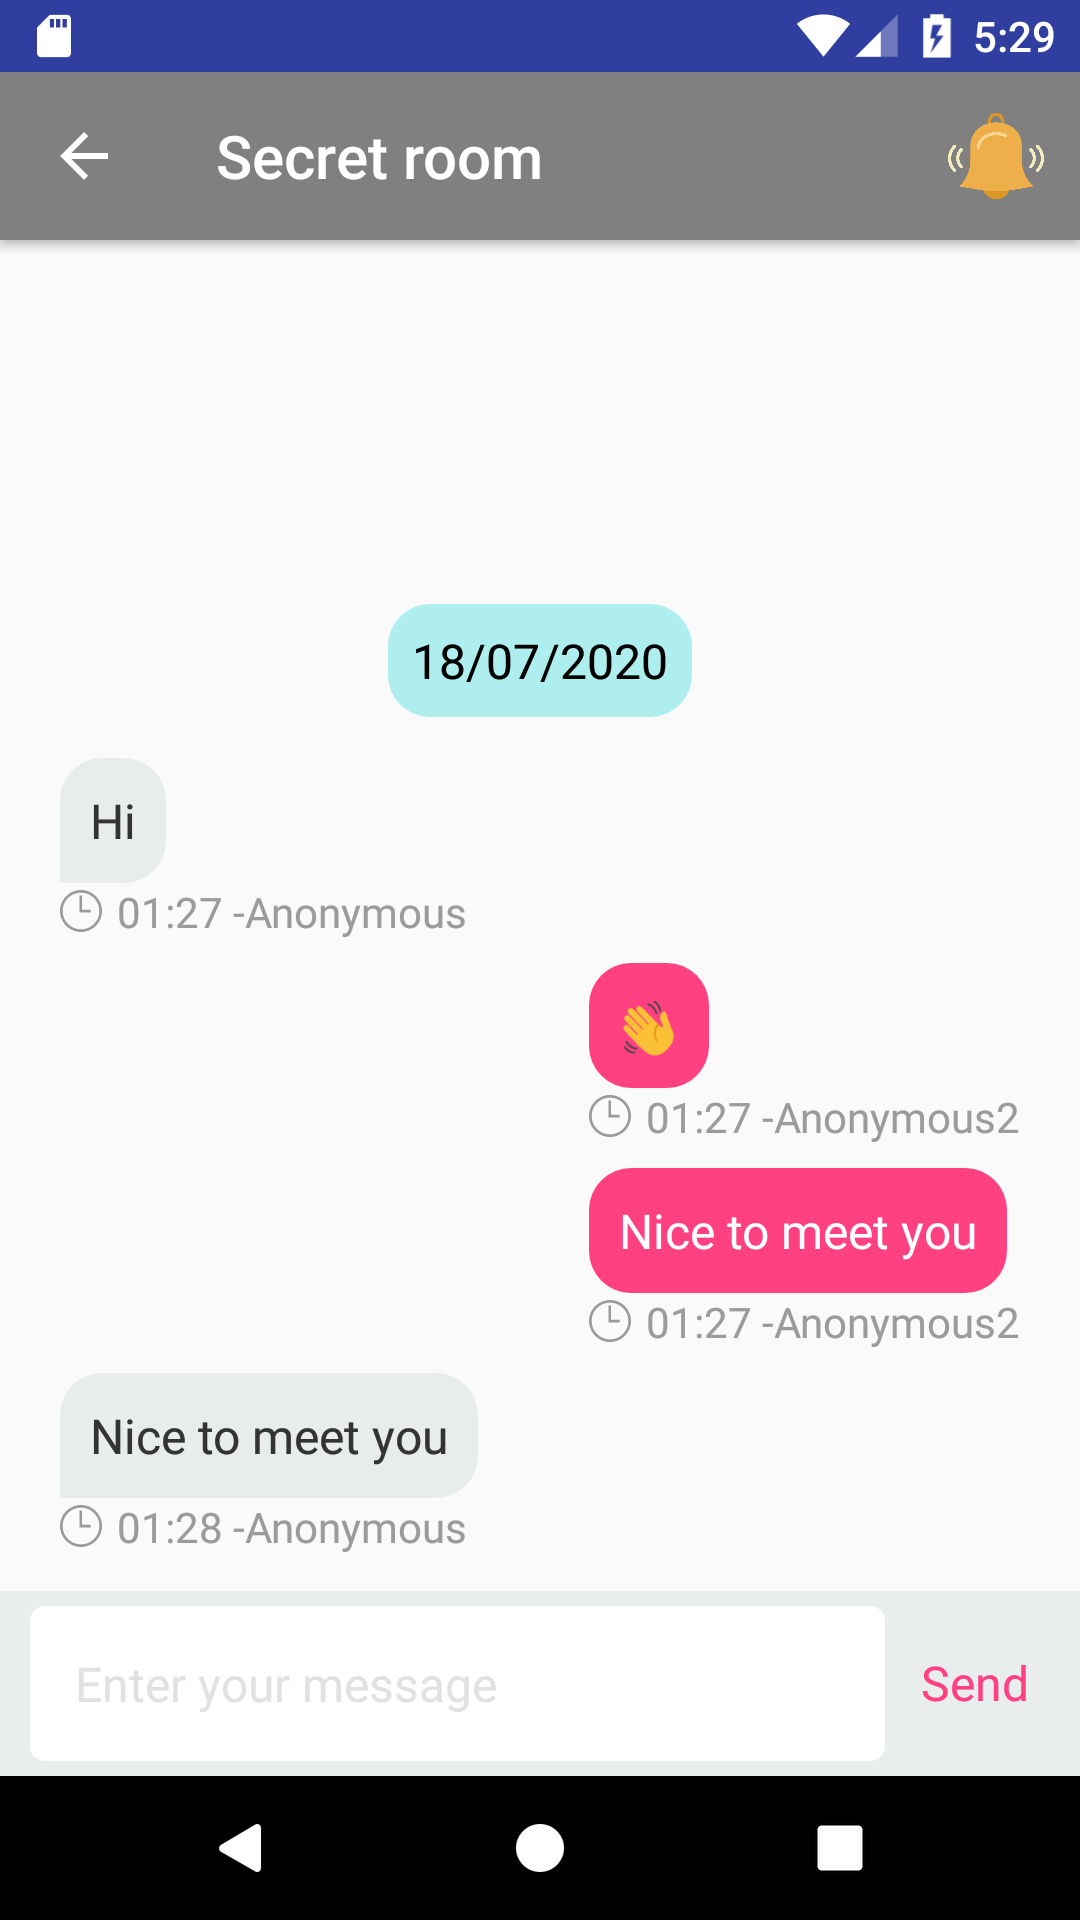 5:29
Secret room
18/07/2020
Hi
01:27 -Anonymous
👋
01:27 -Anonymous2
Nice to meet you
01:27 -Anonymous2
Nice to meet you
01:28 -Anonymous
Enter your message
Send